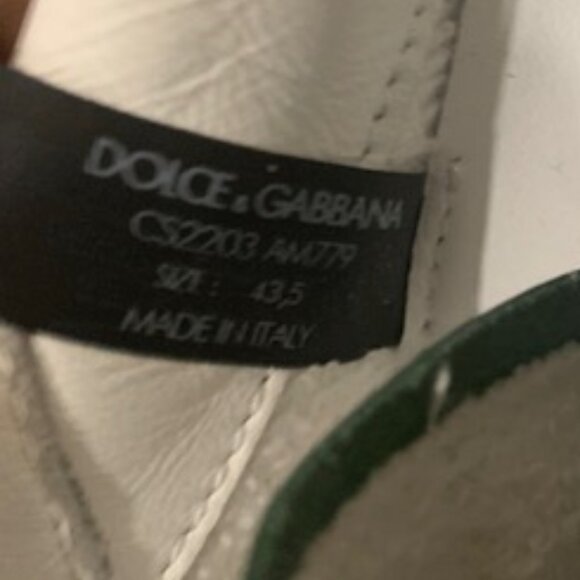 DOLCE & GABBANA
CS2203 AM779
SIZE : 43,5
MADE IN ITALY